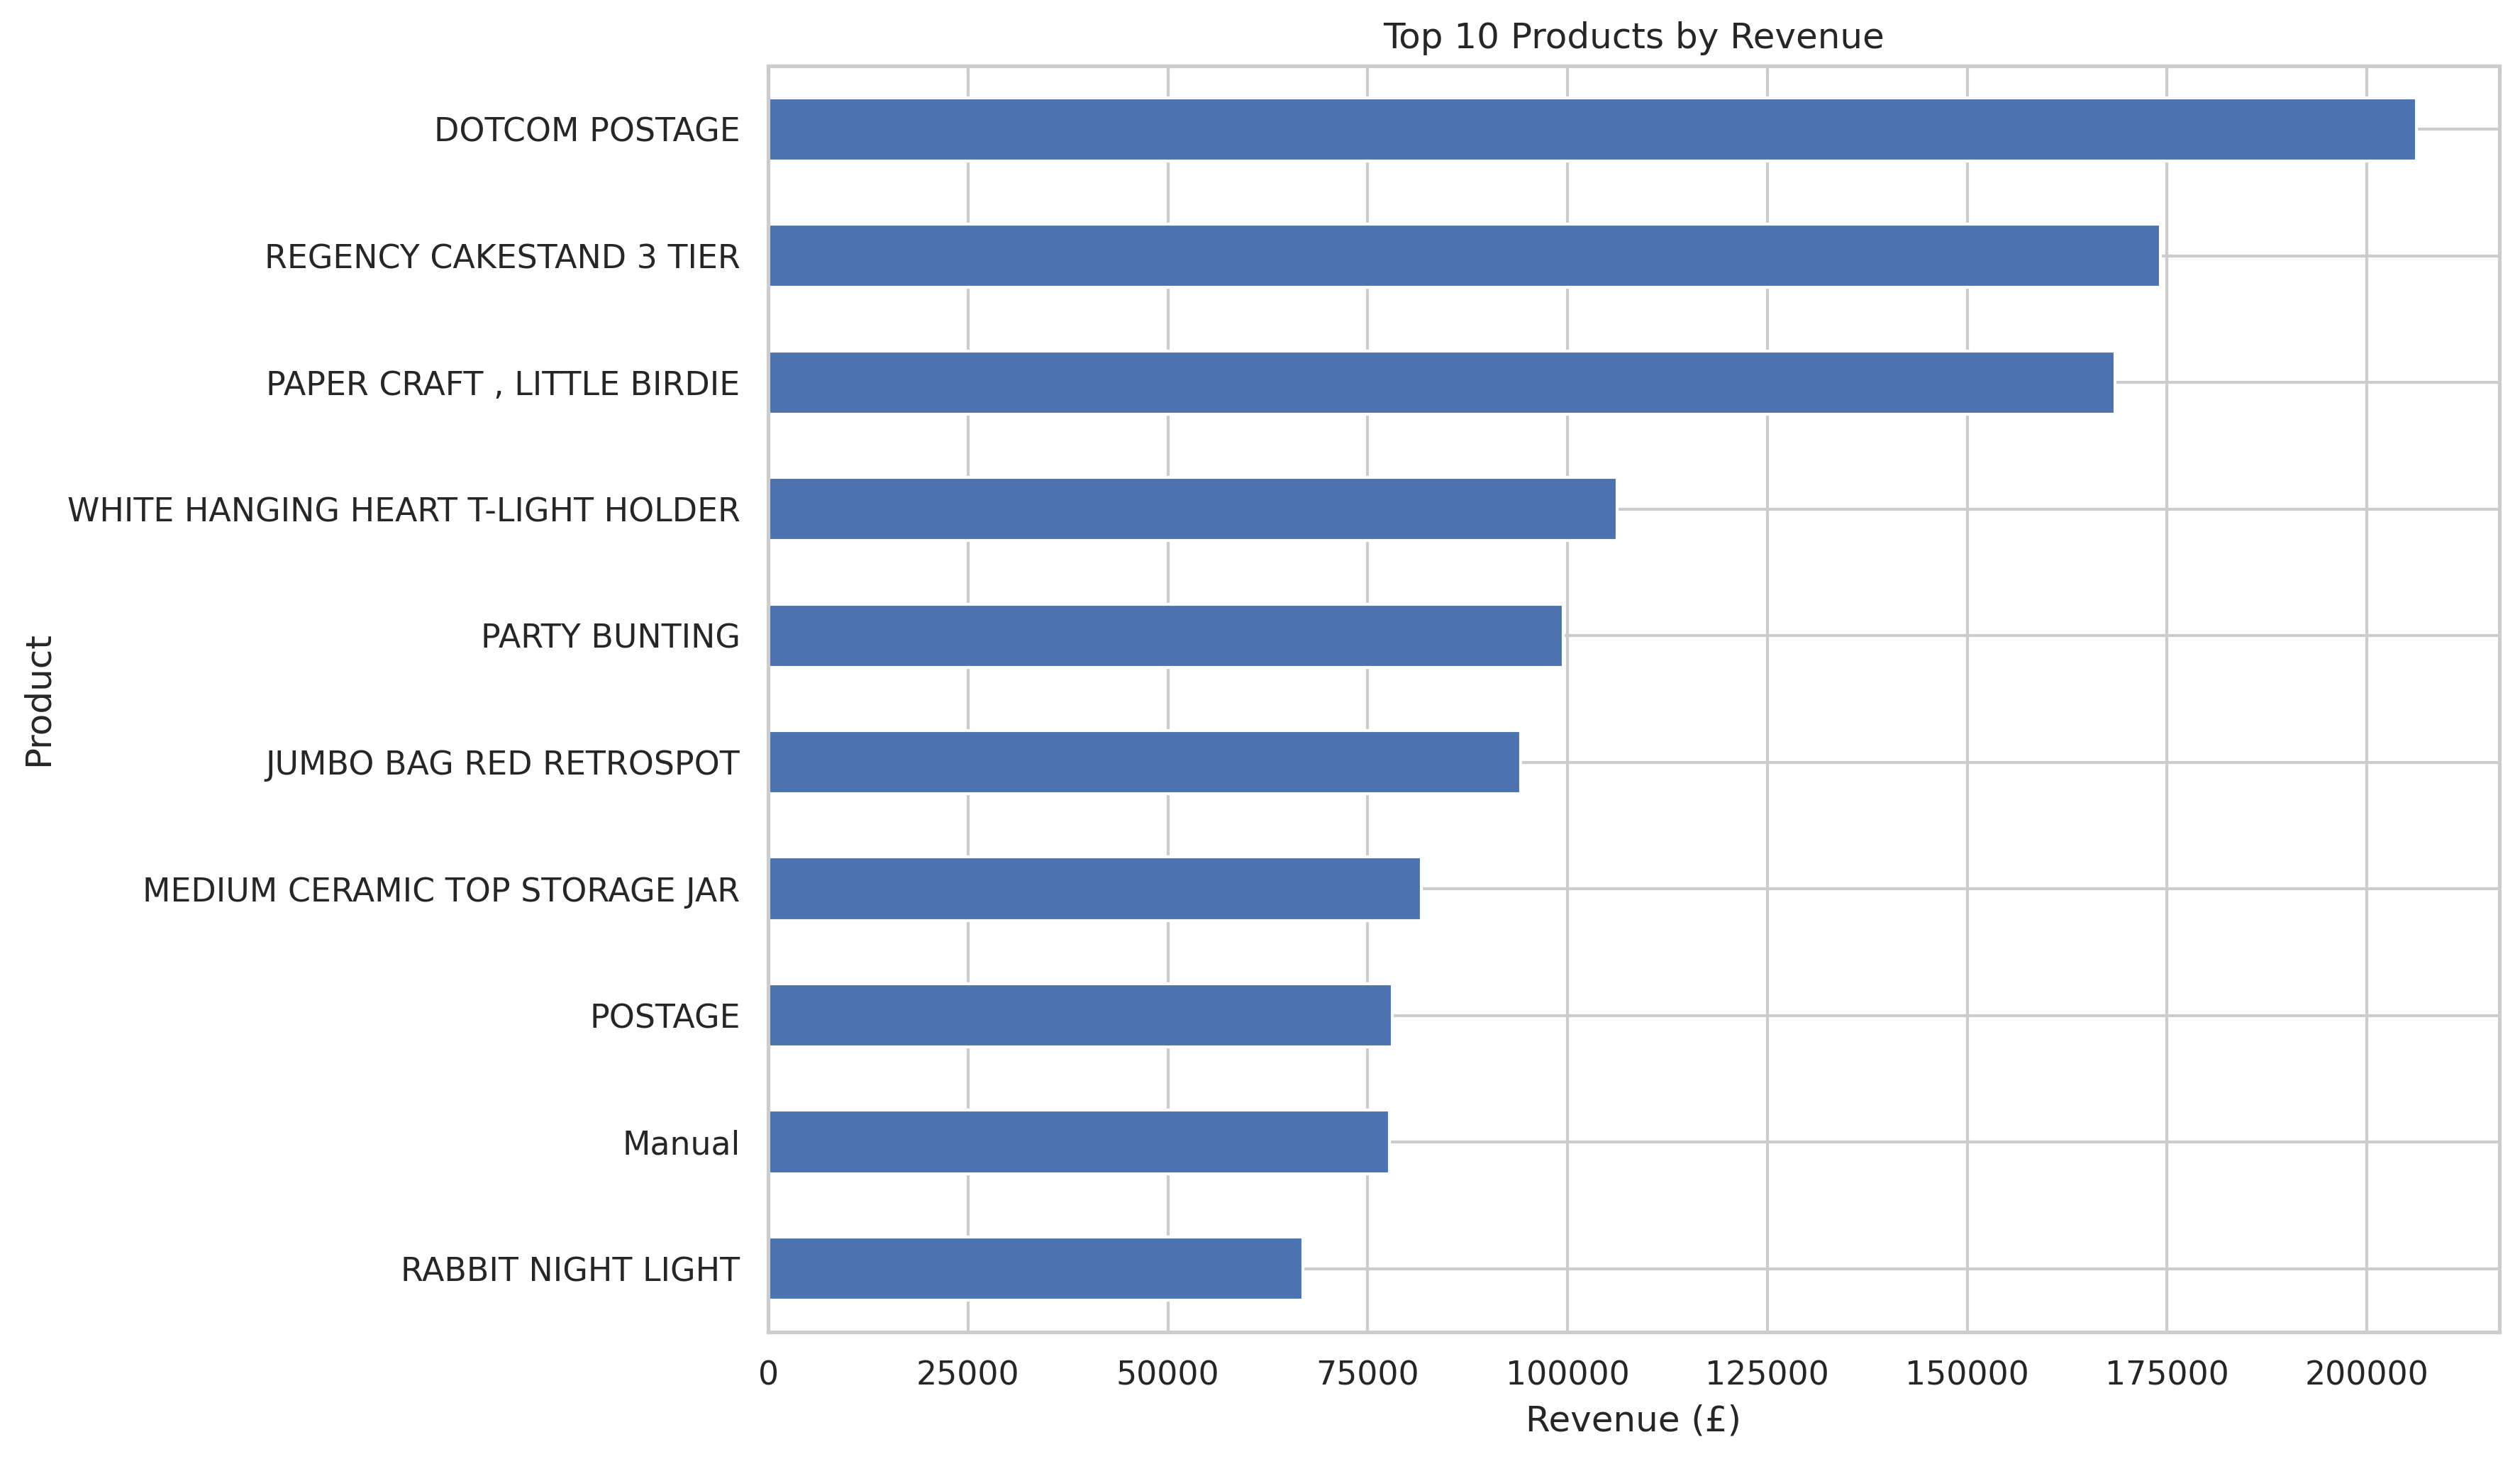 Top 10 Products by Revenue
DOTCOM POSTAGE
REGENCY CAKESTAND 3 TIER
PAPER CRAFT , LITTLE BIRDIE
WHITE HANGING HEART T-LIGHT HOLDER
PARTY BUNTING
JUMBO BAG RED RETROSPOT
MEDIUM CERAMIC TOP STORAGE JAR
POSTAGE
Manual
RABBIT NIGHT LIGHT
Product
0 25000 50000 75000 100000 125000 150000 175000 200000
Revenue (£)